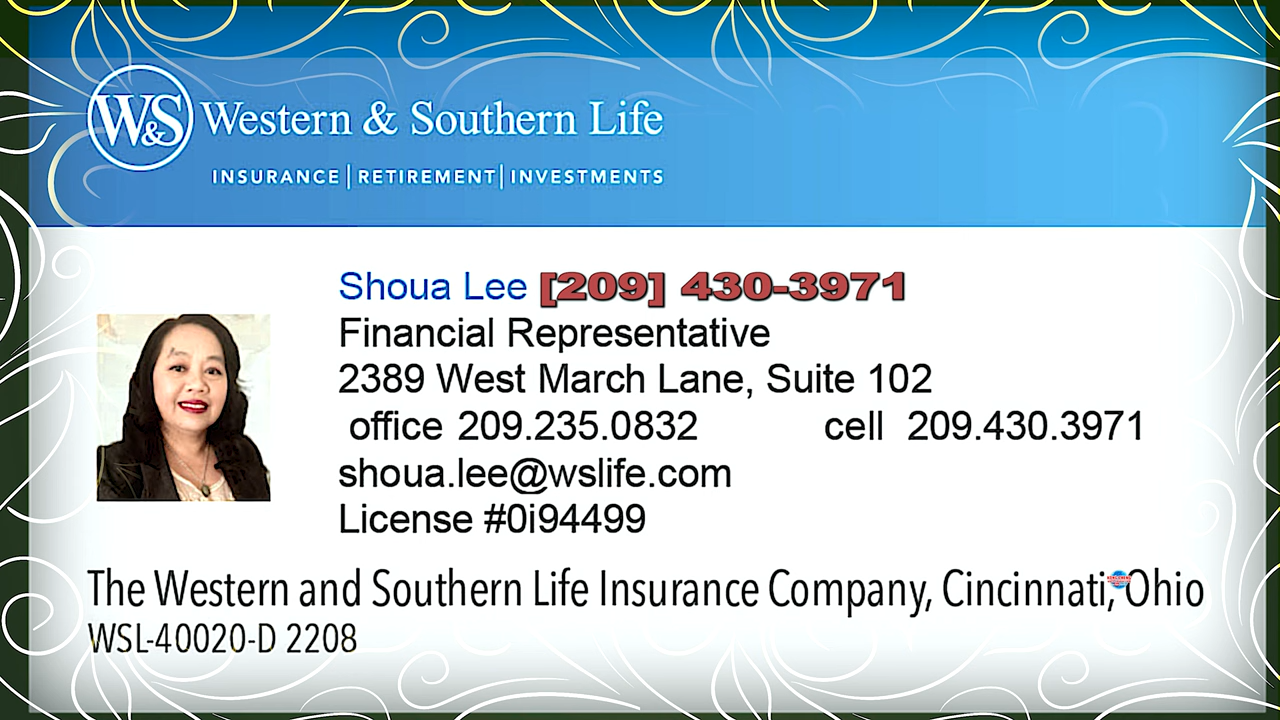 W&S Western & Southern Life
INSURANCE | RETIREMENT | INVESTMENTS
Shoua Lee [209] 430-3971
Financial Representative
2389 West March Lane, Suite 102
office 209.235.0832 cell 209.430.3971
shoua.lee@wslife.com
License #0i94499
The Western and Southern Life Insurance Company, Cincinnati, Ohio
WSL-40020-D 2208